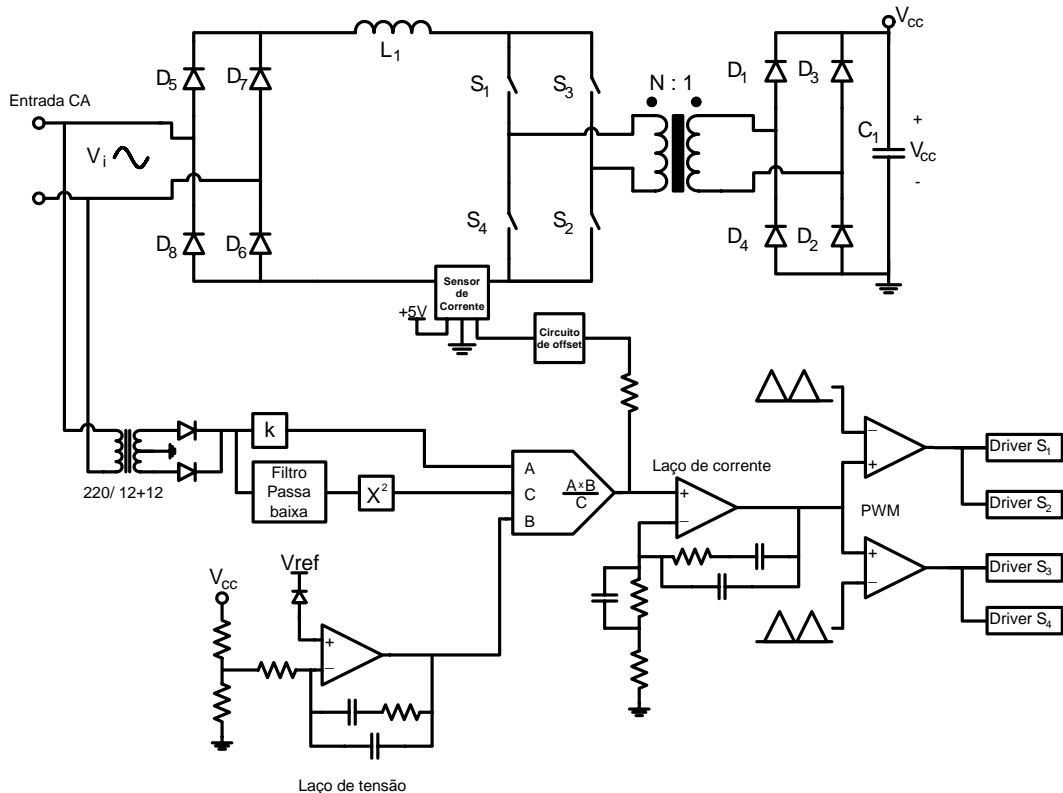 Vcc
L₁
D₅
D₇
S₁
S₃
N : 1
D₁
D₃
Entrada CA
Vᵢ
C₁
+
Vcc
-
D₈
D₆
S₄
S₂
D₄
D₂
Sensor
de
Corrente
+5V
Circuito
de offset
k
220/ 12+12
Filtro
Passa
baixa
X²
A
C
B
A×B
C
Laço de corrente
+
−
−
+
PWM
+
−
Driver S₁
Driver S₂
Driver S₃
Driver S₄
Vref
Vcc
+
−
Laço de tensão